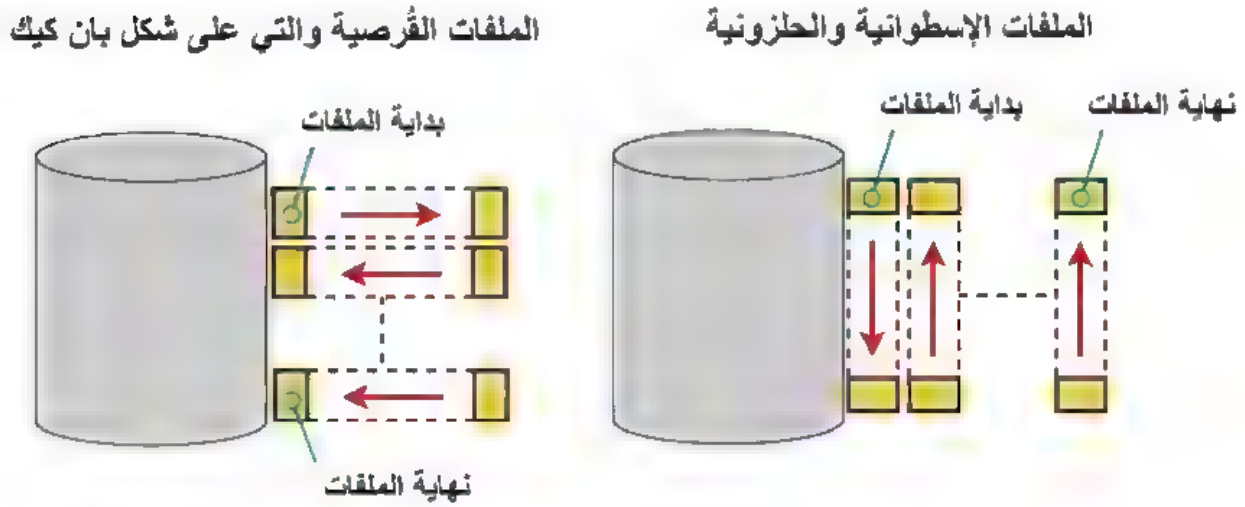 الملفات الإسطوانية والحلزونية
الملفات القُرصية والتي على شكل بان كيك
نهاية الملفات
بداية الملفات
بداية الملفات
نهاية الملفات